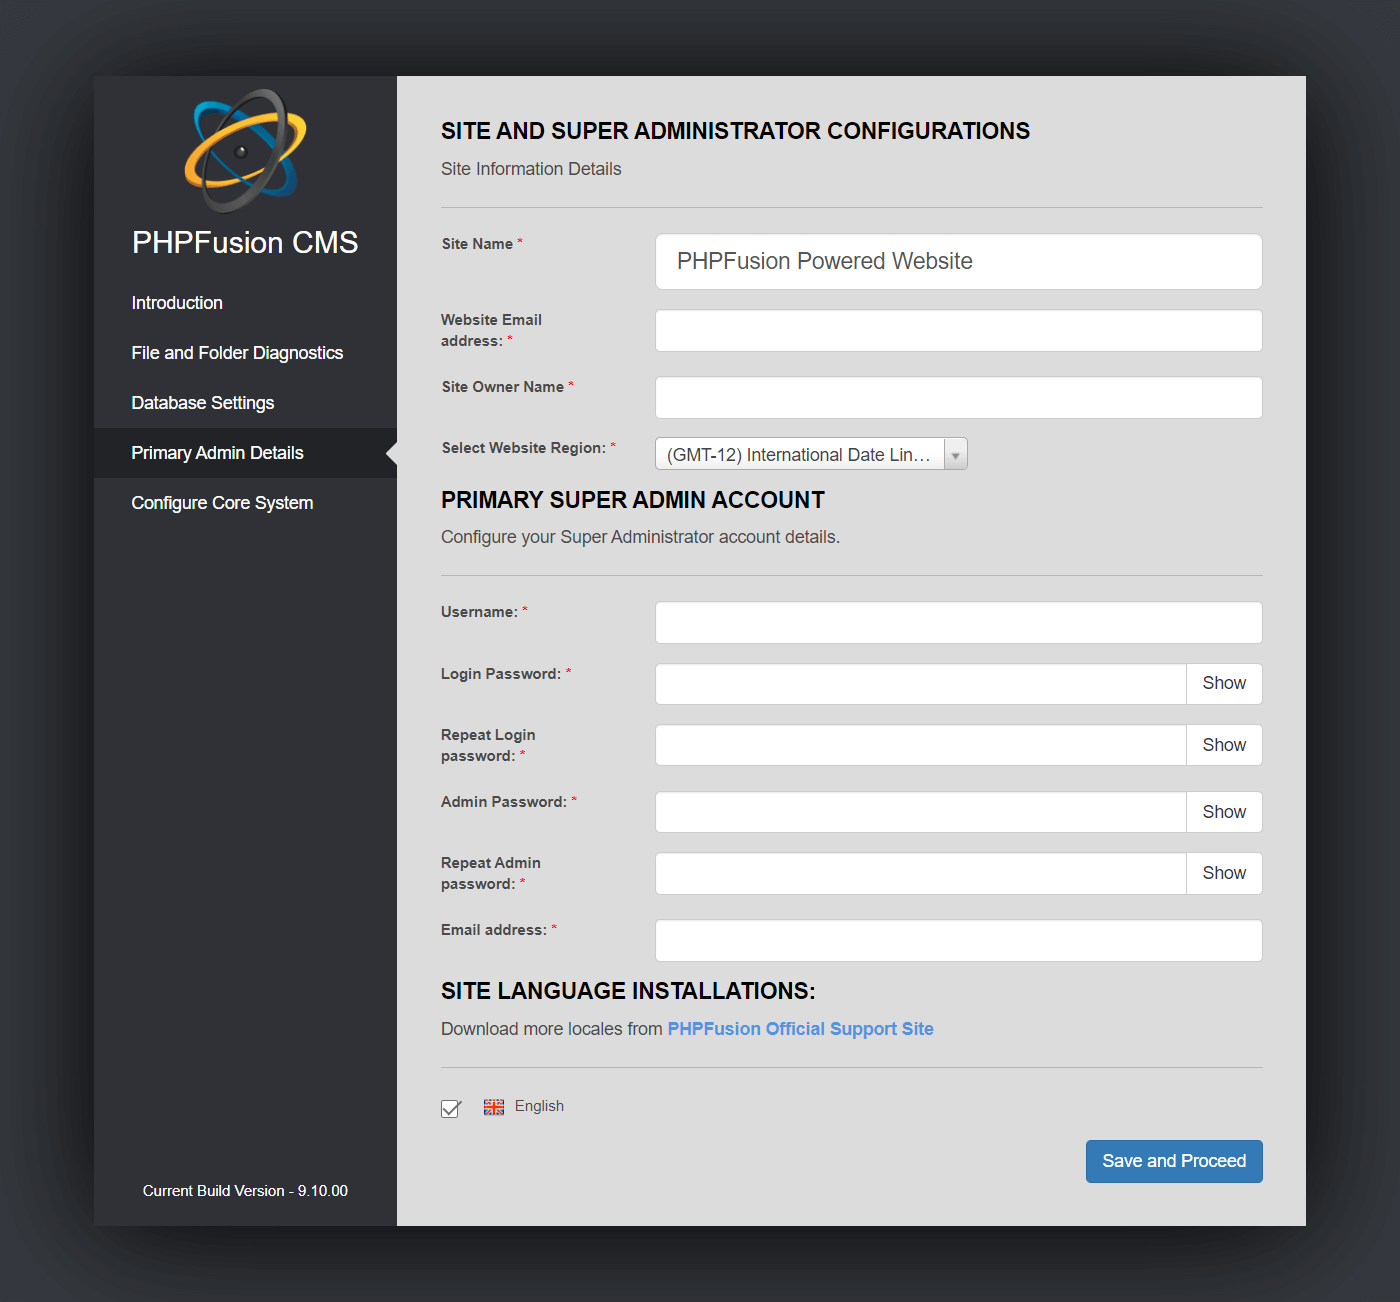 PHPFusion CMS
Introduction
File and Folder Diagnostics
Database Settings
Primary Admin Details
Configure Core System
Current Build Version - 9.10.00
SITE AND SUPER ADMINISTRATOR CONFIGURATIONS
Site Information Details
Site Name *
PHPFusion Powered Website
Website Email
address: *
Site Owner Name *
Select Website Region: *
(GMT-12) International Date Lin...
PRIMARY SUPER ADMIN ACCOUNT
Configure your Super Administrator account details.
Username: *
Login Password: *
Show
Repeat Login
password: *
Show
Admin Password: *
Show
Repeat Admin
password: *
Show
Email address: *
SITE LANGUAGE INSTALLATIONS:
Download more locales from PHPFusion Official Support Site
English
Save and Proceed